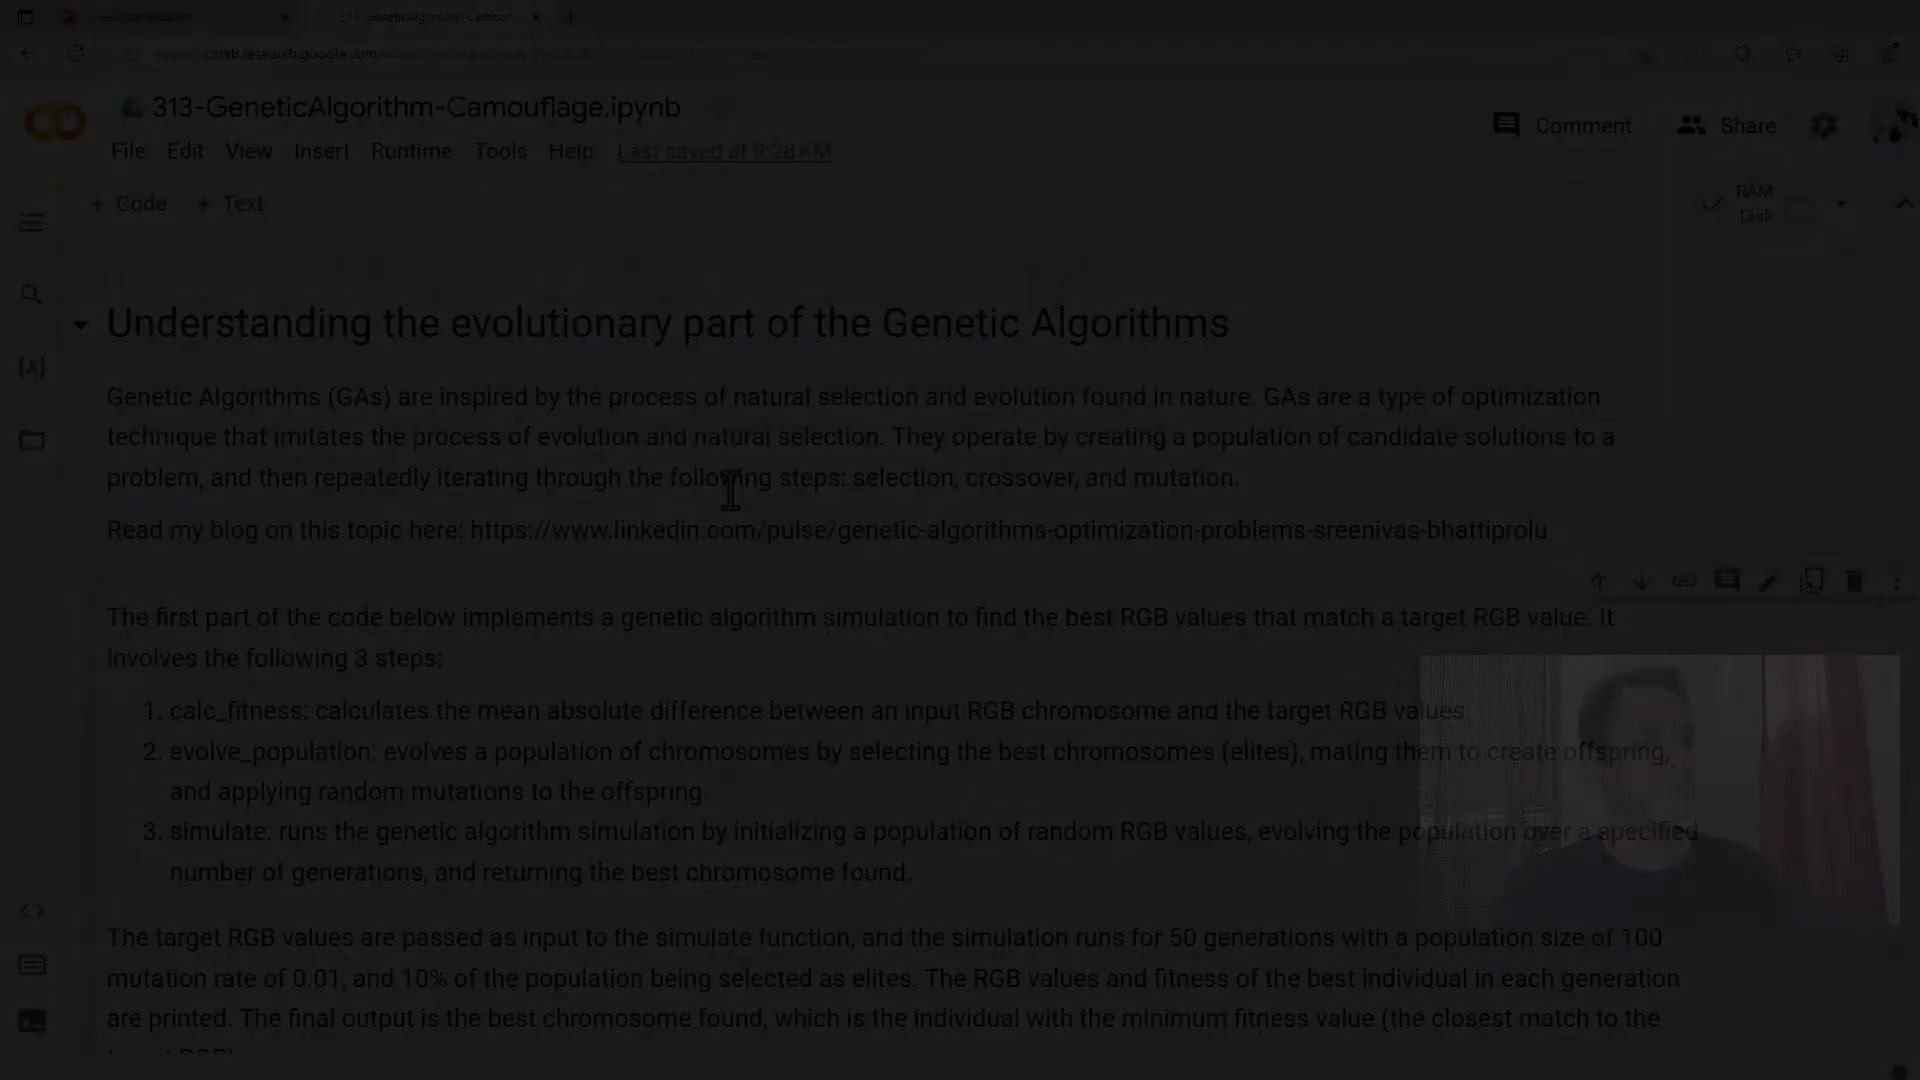 313-GeneticAlgorithm-Camouf
colab.research.google.com
313-GeneticAlgorithm-Camouflage.ipynb
Comment
Share
File Edit View Insert Runtime Tools Help Last saved at 9:28 AM
+ Code + Text
RAM
Disk
Understanding the evolutionary part of the Genetic Algorithms
Genetic Algorithms (GAs) are inspired by the process of natural selection and evolution found in nature. GAs are a type of optimization
technique that imitates the process of evolution and natural selection. They operate by creating a population of candidate solutions to a
problem, and then repeatedly iterating through the following steps: selection, crossover, and mutation.
Read my blog on this topic here: https://www.linkedin.com/pulse/genetic-algorithms-optimization-problems-sreenivas-bhattiprolu
The first part of the code below implements a genetic algorithm simulation to find the best RGB values that match a target RGB value. It
involves the following 3 steps:
1. calc_fitness: calculates the mean absolute difference between an input RGB chromosome and the target RGB values.
2. evolve_population: evolves a population of chromosomes by selecting the best chromosomes (elites), mating them to create offspring,
and applying random mutations to the offspring.
3. simulate: runs the genetic algorithm simulation by initializing a population of random RGB values, evolving the population over a specified
number of generations, and returning the best chromosome found.
The target RGB values are passed as input to the simulate function, and the simulation runs for 50 generations with a population size of 100
mutation rate of 0.01, and 10% of the population being selected as elites. The RGB values and fitness of the best individual in each generation
are printed. The final output is the best chromosome found, which is the individual with the minimum fitness value (the closest match to the